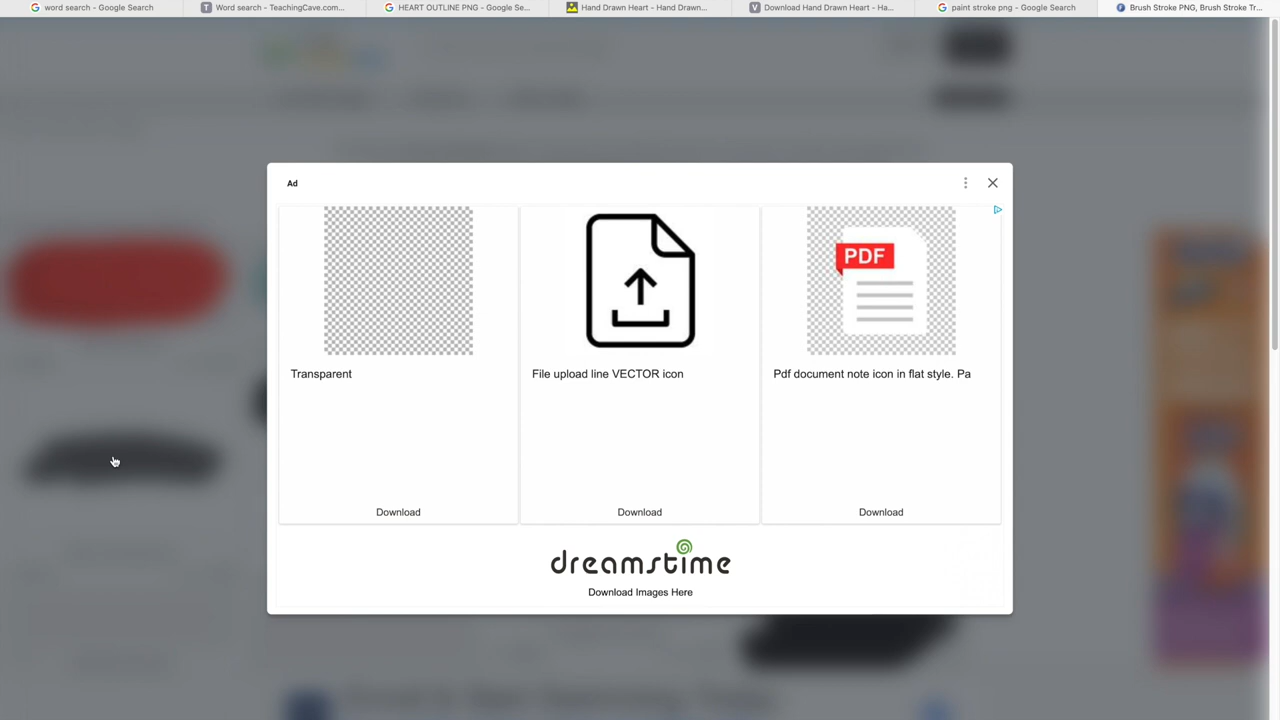 word search - Google Search
Word search - TeachingCave.com...
HEART OUTLINE PNG - Google Se...
Hand Drawn Heart - Hand Drawn...
Download Hand Drawn Heart - Ha...
paint stroke png - Google Search
Brush Stroke PNG, Brush Stroke Tr...
Ad
PDF
Transparent
File upload line VECTOR icon
Pdf document note icon in flat style. Pa
Download
Download
Download
dreamstime
Download Images Here